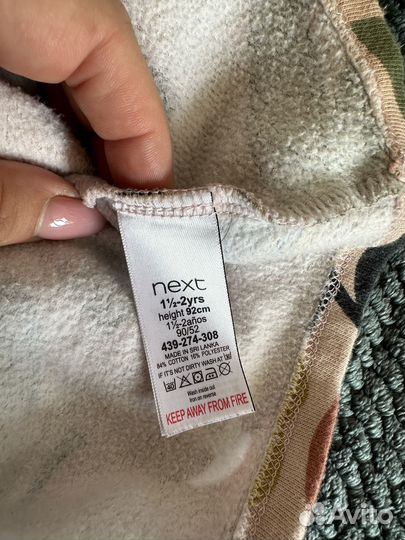 next
1½-2yrs
height 92cm
1½-2años
90/52
439-274-308
MADE IN SRI LANKA
84% COTTON 16% POLYESTER
IF IT'S NOT DIRTY WASH AT
Wash inside out
Iron on reverse
KEEP AWAY FROM FIRE
Avito